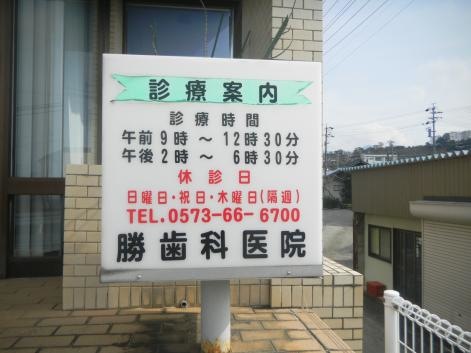 診療案内
診療時間
午前9時～12時30分
午後2時～6時30分
休診日
日曜日・祝日・木曜日(隔週)
TEL.0573-66-6700
勝歯科医院